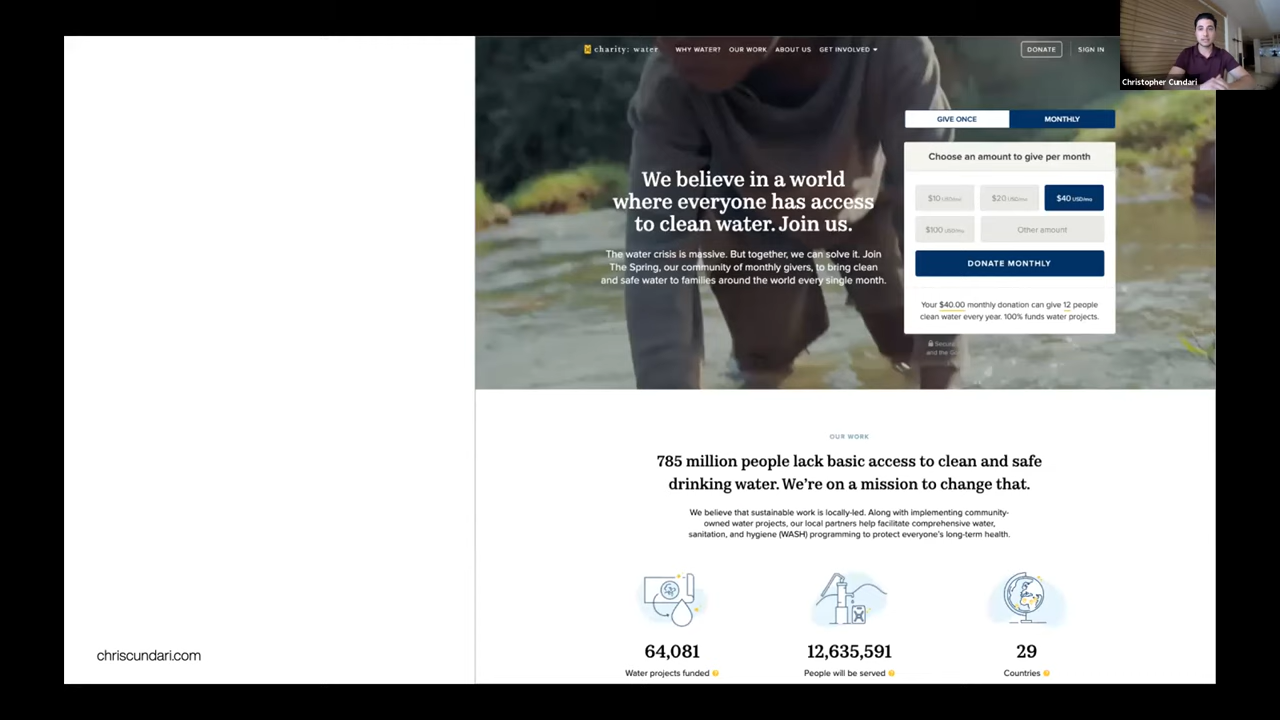 Christopher Cundari
charity: water
WHY WATER?
OUR WORK
ABOUT US
GET INVOLVED
DONATE
SIGN IN
We believe in a world
where everyone has access
to clean water. Join us.
The water crisis is massive. But together, we can solve it. Join
The Spring, our community of monthly givers, to bring clean
and safe water to families around the world every single month.
GIVE ONCE
MONTHLY
Choose an amount to give per month
$10 USD/mo
$20 USD/mo
$40 USD/mo
$100 USD/mo
Other amount
DONATE MONTHLY
Your $40.00 monthly donation can give 12 people
clean water every year. 100% funds water projects.
and the
OUR WORK
785 million people lack basic access to clean and safe
drinking water. We're on a mission to change that.
We believe that sustainable work is locally-led. Along with implementing community-
owned water projects, our local partners help facilitate comprehensive water,
sanitation, and hygiene (WASH) programming to protect everyone's long-term health.
64,081
Water projects funded
12,635,591
People will be served
29
Countries
chriscundari.com